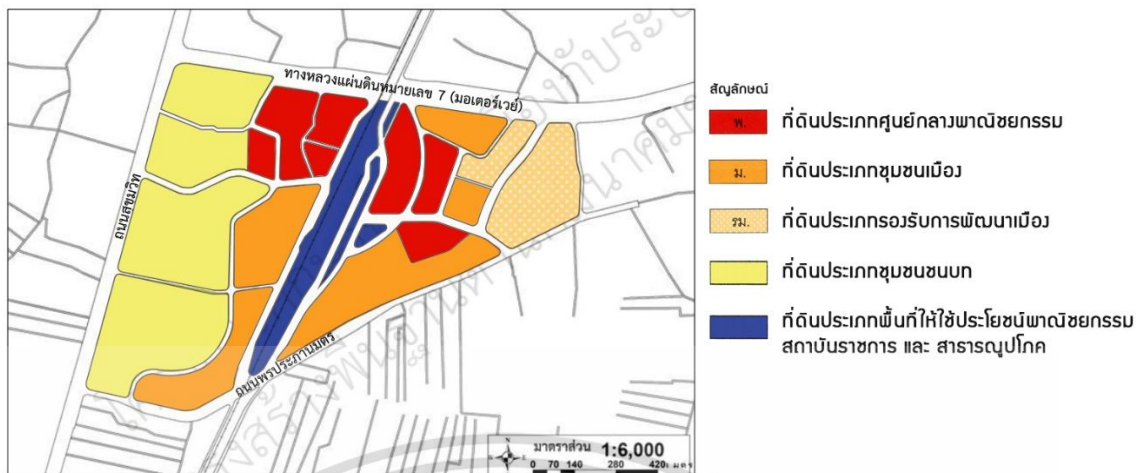 ทางหลวงแผ่นดินหมายเลข 7 (มอเตอร์เวย์)
ถนนสุขุมวิท
ถนนพรประภานิมิตร
มาตราส่วน 1:6,000
0 70 140 280 420 เมตร
สัญลักษณ์
พ. ที่ดินประเภทศูนย์กลางพาณิชยกรรม
ม. ที่ดินประเภทชุมชนเมือง
รม. ที่ดินประเภทรองรับการพัฒนาเมือง
ที่ดินประเภทชุมชนชนบท
ที่ดินประเภทพื้นที่ให้ใช้ประโยชน์พาณิชยกรรม
สถาบันราชการ และ สาธารณูปโภค